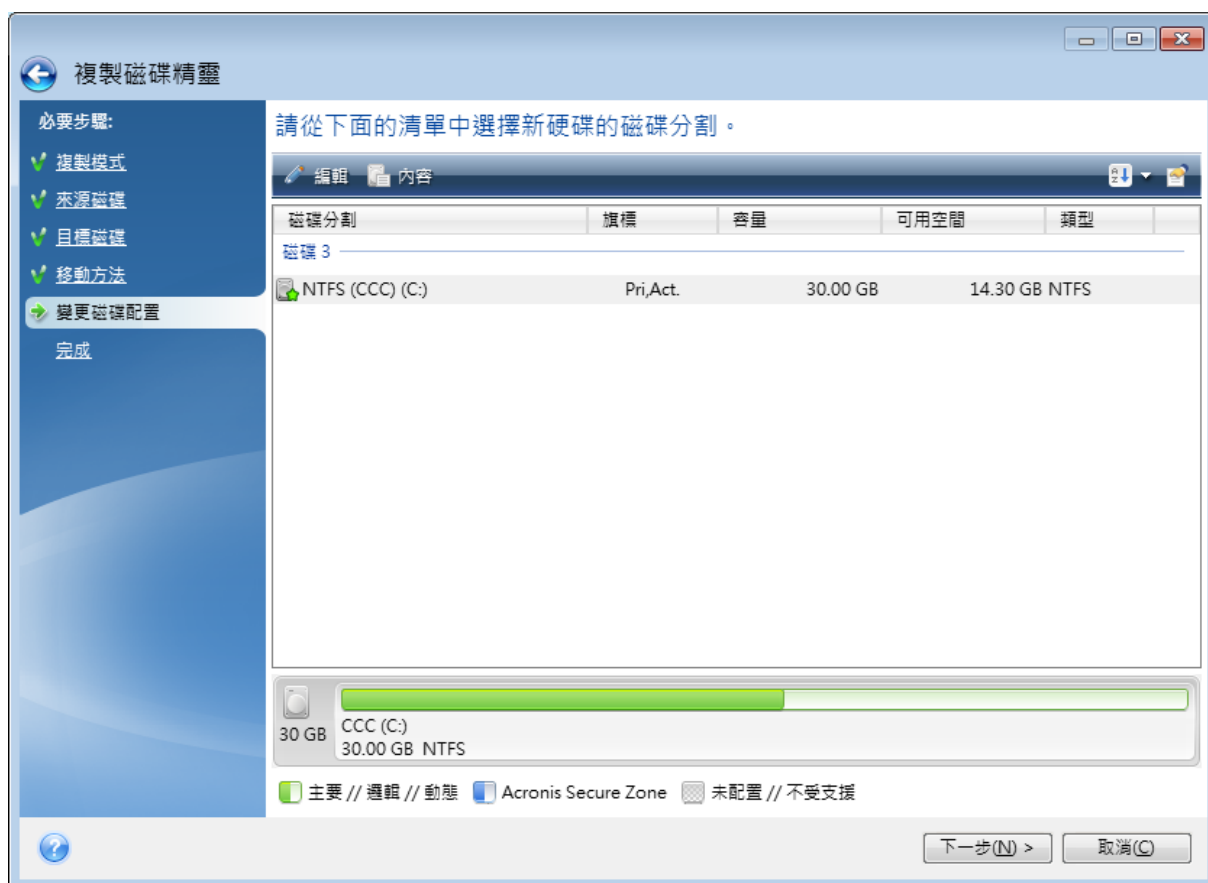 複製磁碟精靈
必要步驟:
複製模式
來源磁碟
目標磁碟
移動方法
變更磁碟配置
完成
請從下面的清單中選擇新硬碟的磁碟分割。
編輯 內容
磁碟分割 旗標 容量 可用空間 類型
磁碟 3
NTFS (CCC) (C:) Pri,Act. 30.00 GB 14.30 GB NTFS
30 GB CCC (C:)
30.00 GB NTFS
主要 // 邏輯 // 動態 Acronis Secure Zone 未配置 // 不受支援
下一步(N) > 取消(C)